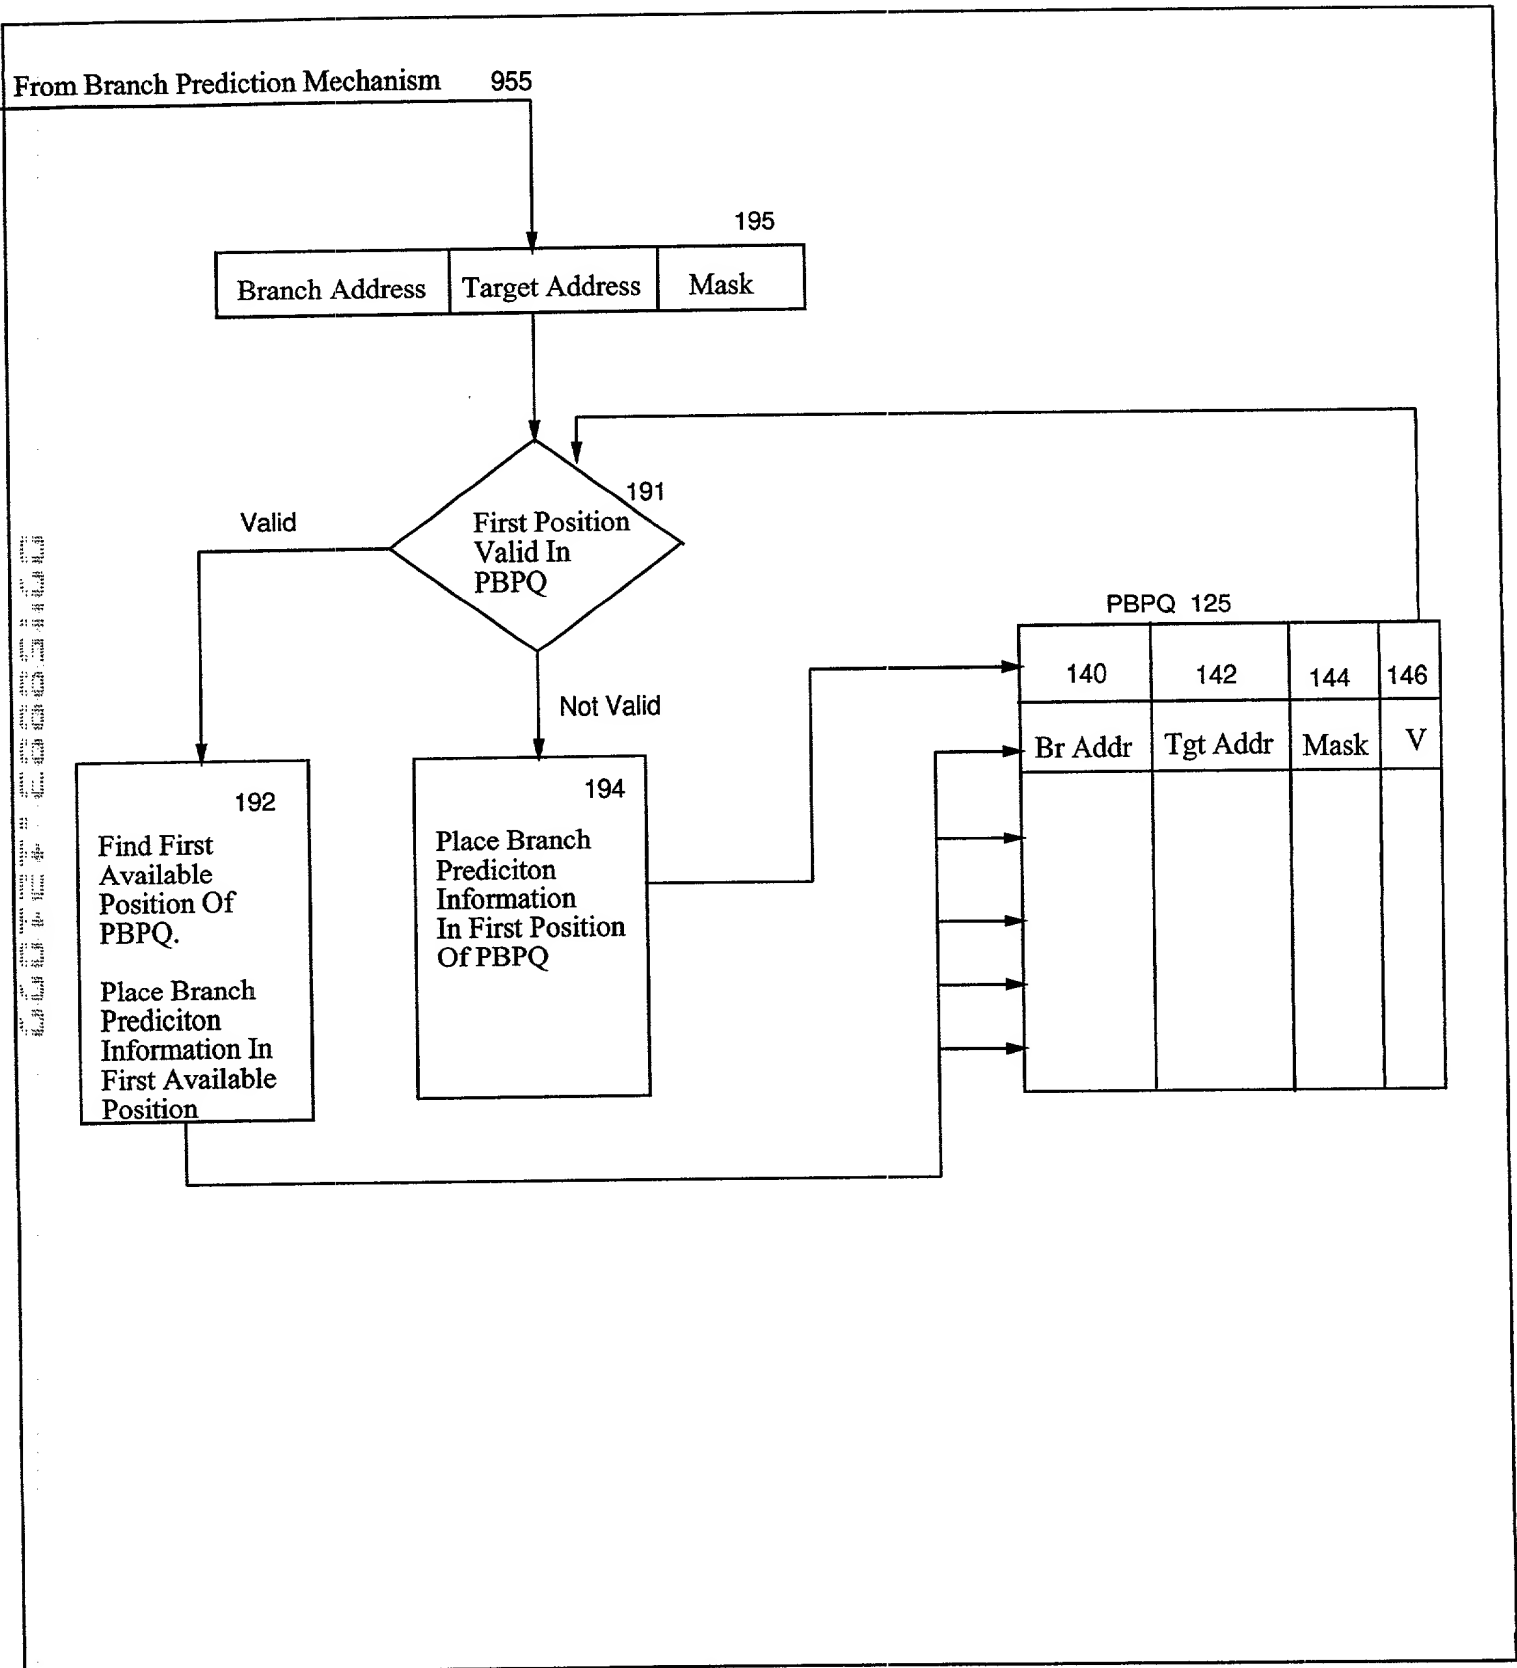 From Branch Prediction Mechanism 955
195
Branch Address Target Address Mask
191
First Position
Valid In
PBPQ
Valid
Not Valid
PBPQ 125
140 142 144 146
Br Addr Tgt Addr Mask V
192
Find First
Available
Position Of
PBPQ.
Place Branch
Prediciton
Information In
First Available
Position
194
Place Branch
Prediciton
Information
In First Position
Of PBPQ